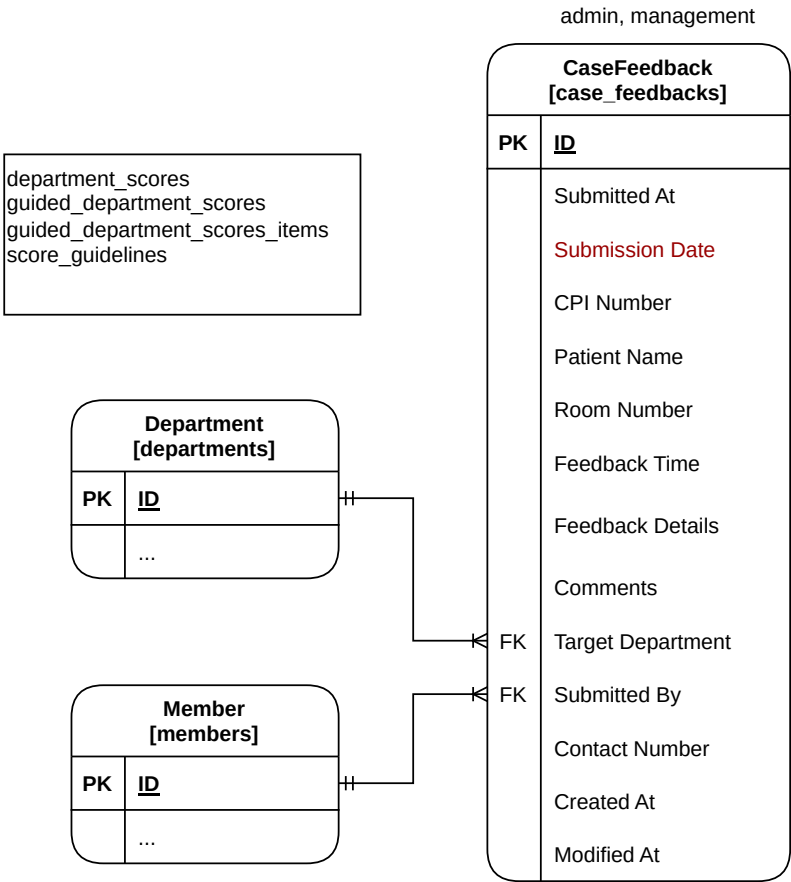 admin, management
CaseFeedback
[case_feedbacks]
PK ID
Submitted At
Submission Date
CPI Number
Patient Name
Room Number
Feedback Time
Feedback Details
Comments
FK Target Department
FK Submitted By
Contact Number
Created At
Modified At
department_scores
guided_department_scores
guided_department_scores_items
score_guidelines
Department
[departments]
PK ID
...
Member
[members]
PK ID
...